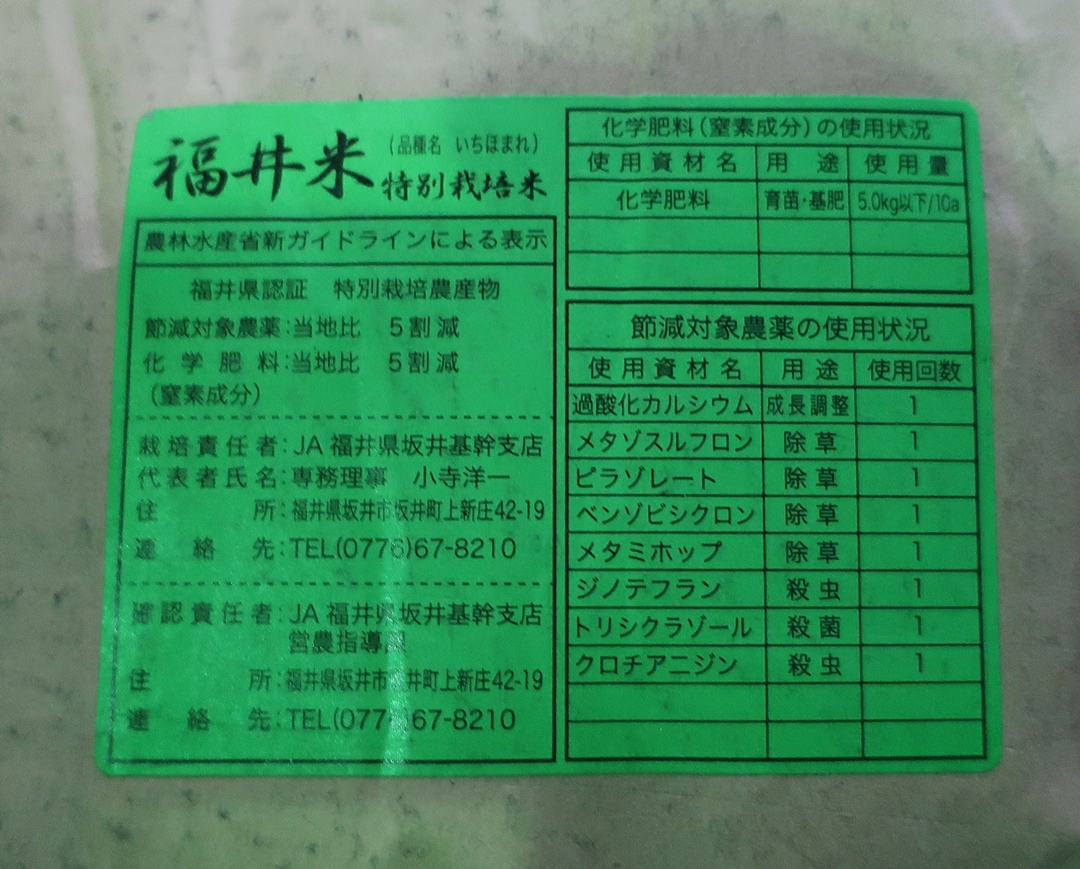 福井米
(品種名 いちほまれ)
特別栽培米
農林水産省新ガイドラインによる表示
福井県認証 特別栽培農産物
節減対象農薬:当地比 5割減
化学肥料:当地比 5割減
(窒素成分)
栽培責任者:JA 福井県坂井基幹支店
代表者氏名:専務理事 小寺洋一
住所:福井県坂井市坂井町上新庄42-19
連絡先:TEL(0776)67-8210
確認責任者:JA 福井県坂井基幹支店
営農指導課
住所:福井県坂井市坂井町上新庄42-19
連絡先:TEL(0776)67-8210
化学肥料(窒素成分)の使用状況
使用資材名 用途 使用量
化学肥料 育苗・基肥 5.0kg以下/10a
節減対象農薬の使用状況
使用資材名 用途 使用回数
過酸化カルシウム 成長調整 1
メタゾスルフロン 除草 1
ピラゾレート 除草 1
ベンゾビシクロン 除草 1
メタミホップ 除草 1
ジノテフラン 殺虫 1
トリシクラゾール 殺菌 1
クロチアニジン 殺虫 1